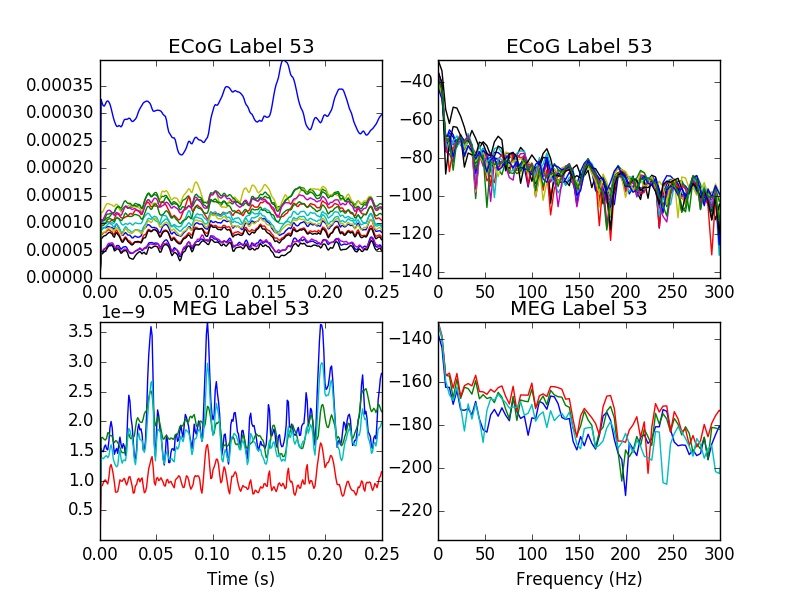 ECoG Label 53
0.00035
0.00030
0.00025
0.00020
0.00015
0.00010
0.00005
0.00000
0.00 0.05 0.10 0.15 0.20 0.25
ECoG Label 53
−40
−60
−80
−100
−120
−140
0 50 100 150 200 250 300
MEG Label 53
1e−9
3.5
3.0
2.5
2.0
1.5
1.0
0.5
0.00 0.05 0.10 0.15 0.20 0.25
Time (s)
MEG Label 53
−140
−160
−180
−200
−220
0 50 100 150 200 250 300
Frequency (Hz)